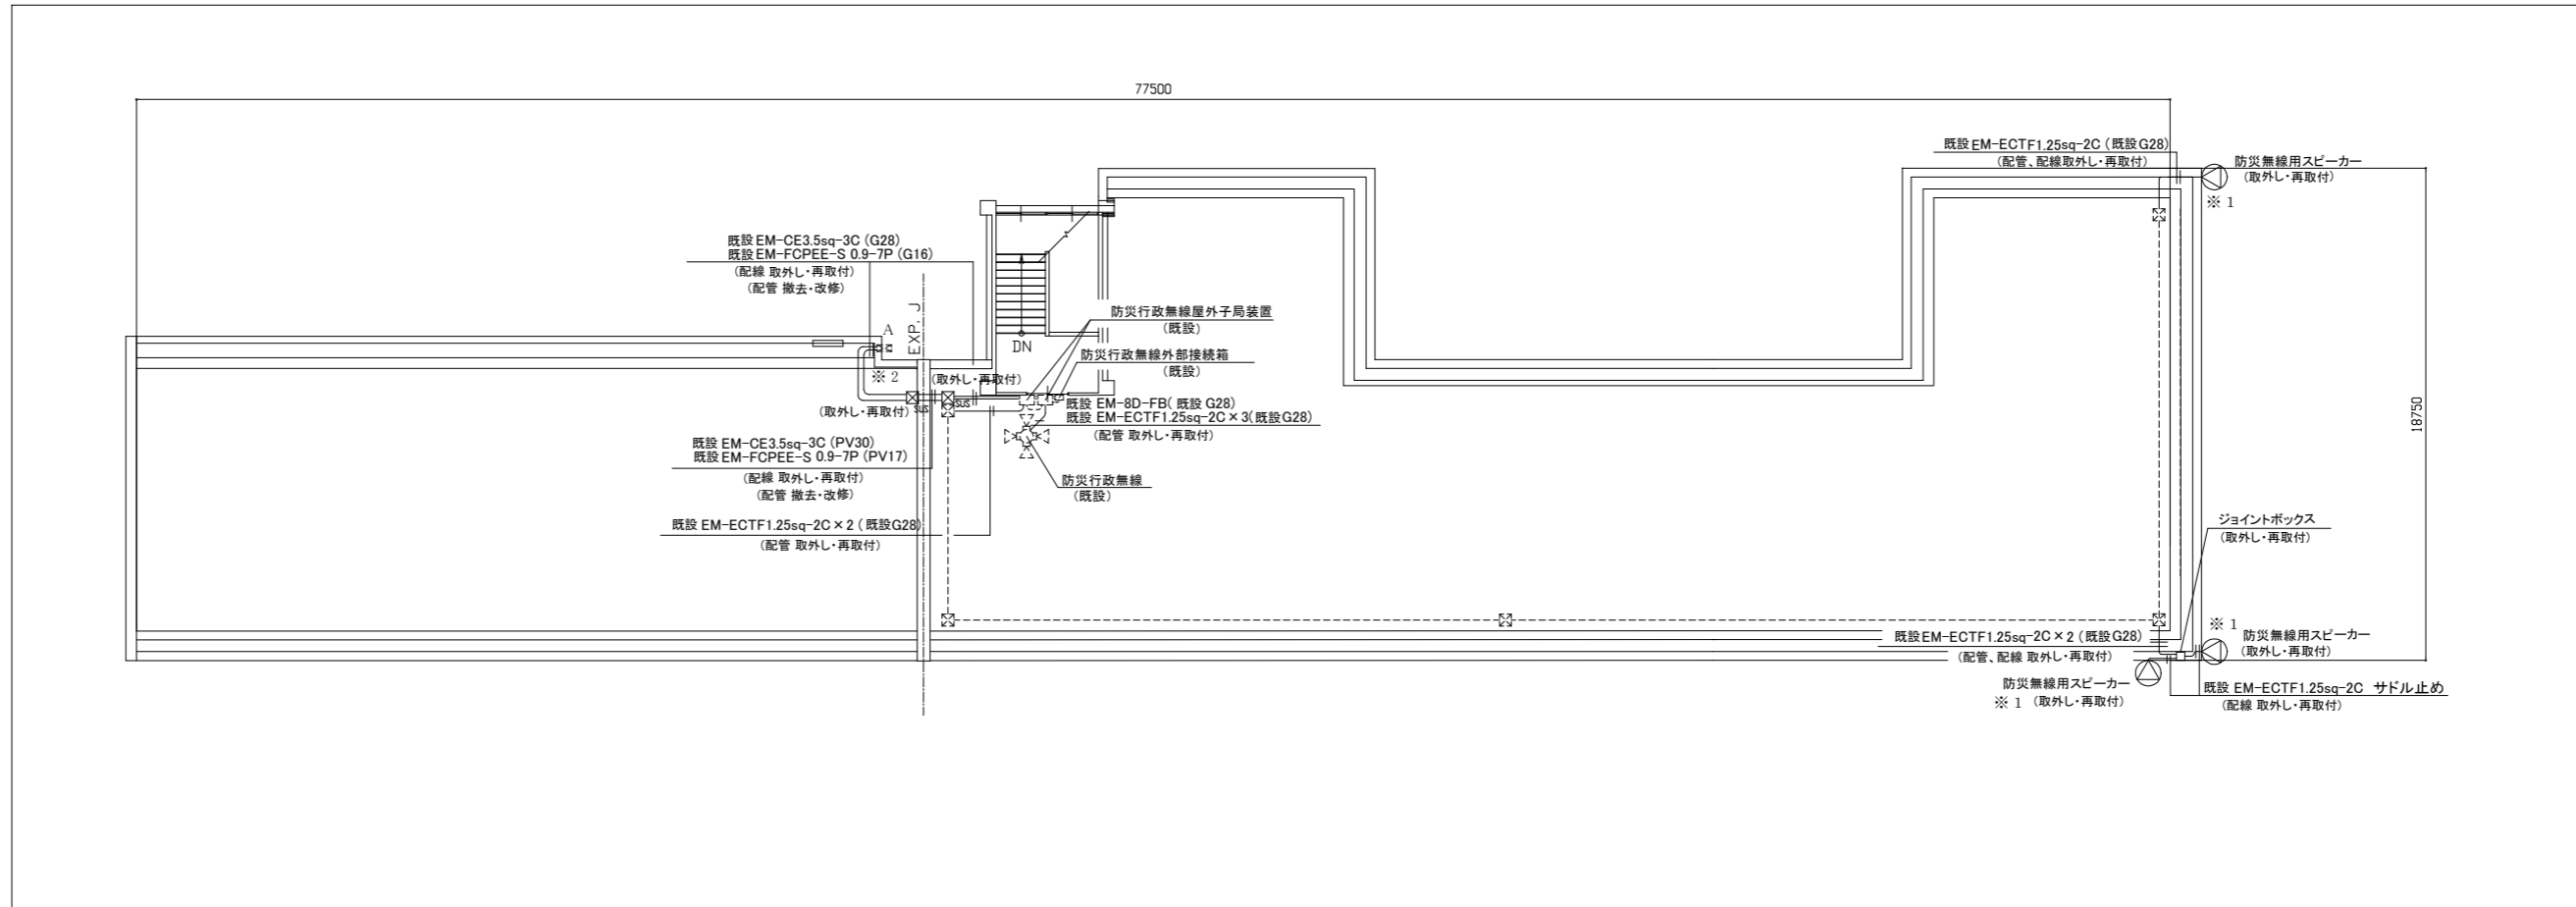 77500
既設EM-ECTF1.25sq-2C (既設G28)
(配管、配線取外し・再取付)
防災無線用スピーカー
(取外し・再取付)
※ 1
既設 EM-CE3.5sq-3C (G28)
既設EM-FCPEE-S 0.9-7P (G16)
(配線 取外し・再取付)
(配管 撤去・改修)
EXP. J
A
※ 2
DN
防災行政無線屋外子局装置
(既設)
防災行政無線外部接続箱
(既設)
(取外し・再取付)
(取外し・再取付)
SUS
SUS
既設 EM-8D-FB( 既設 G28)
既設 EM-ECTF1.25sq-2C×3(既設G28)
(配管 取外し・再取付)
18750
既設 EM-CE3.5sq-3C (PV30)
既設EM-FCPEE-S 0.9-7P (PV17)
(配線 取外し・再取付)
(配管 撤去・改修)
防災行政無線
(既設)
既設 EM-ECTF1.25sq-2C×2 ( 既設G28)
(配管 取外し・再取付)
ジョイントボックス
(取外し・再取付)
※ 1
防災無線用スピーカー
(取外し・再取付)
既設EM-ECTF1.25sq-2C×2 (既設G28)
(配管、配線 取外し・再取付)
防災無線用スピーカー
※ 1 (取外し・再取付)
既設 EM-ECTF1.25sq-2C サドル止め
(配線 取外し・再取付)